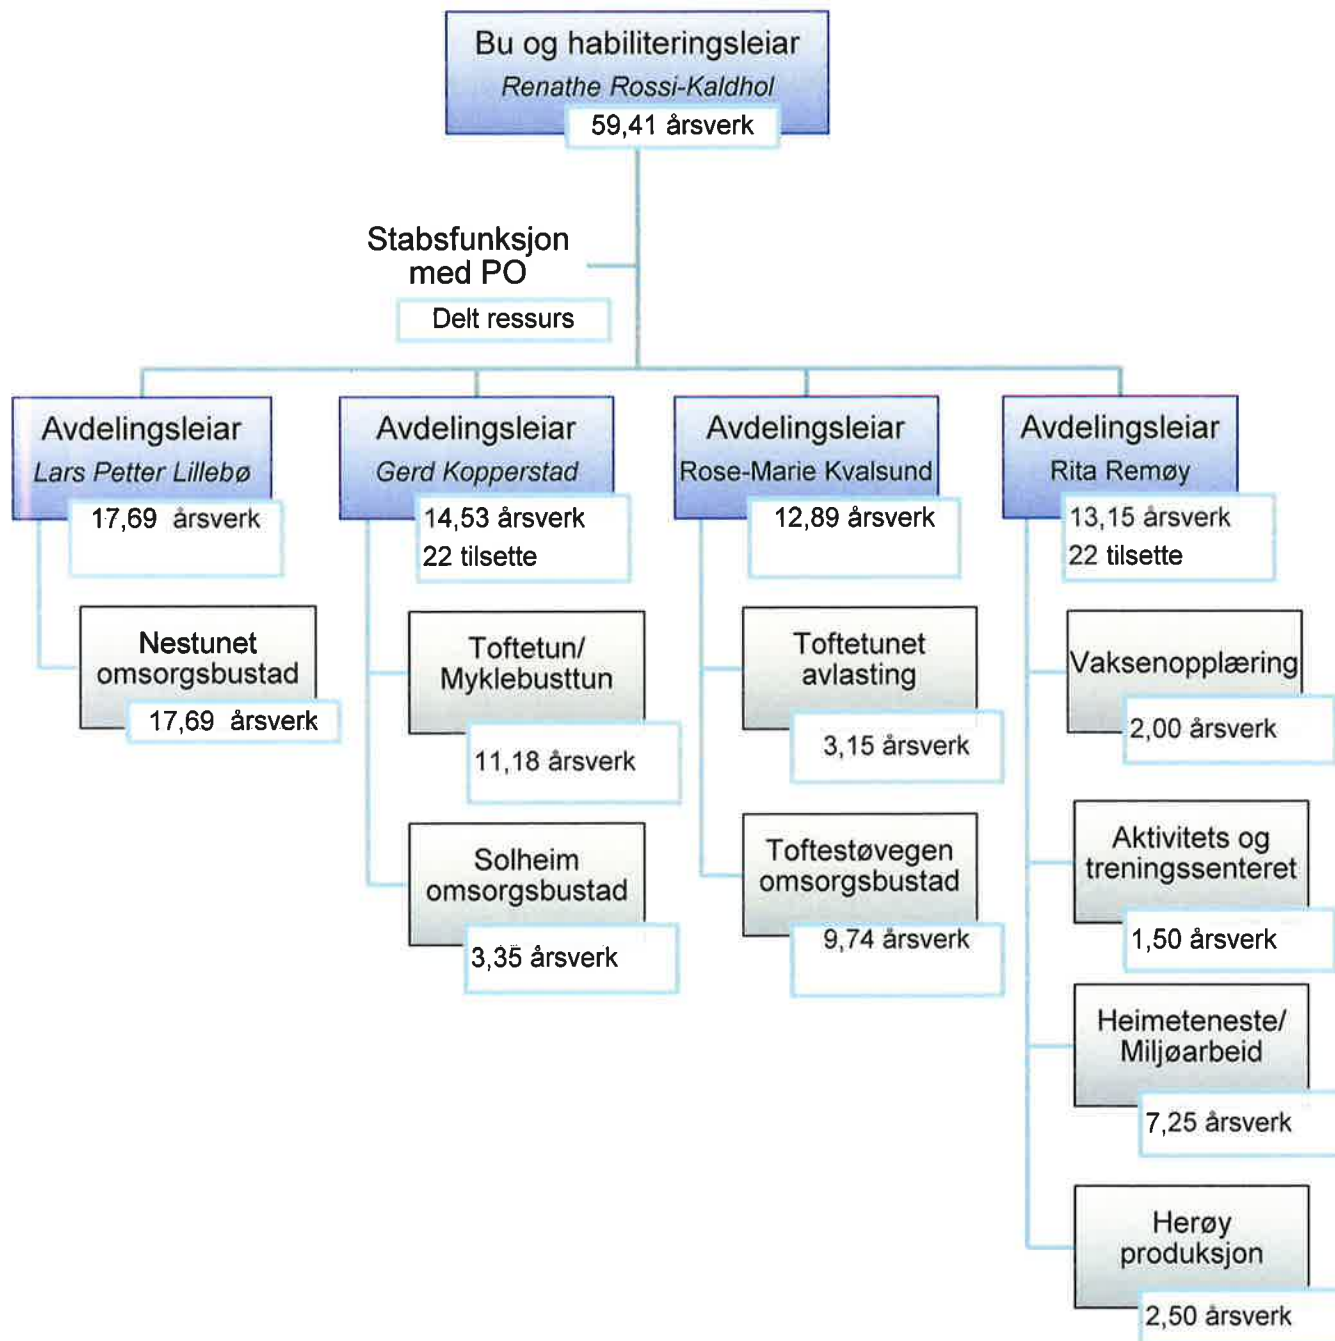 Bu og habiliteringsleiar
Renathe Rossi-Kaldhol
59,41 årsverk
Stabsfunksjon
med PO
Delt ressurs
Avdelingsleiar
Lars Petter Lillebø
17,69 årsverk
Nestunet
omsorgsbustad
17,69 årsverk
Avdelingsleiar
Gerd Kopperstad
14,53 årsverk
22 tilsette
Toftetun/
Myklebusttun
11,18 årsverk
Solheim
omsorgsbustad
3,35 årsverk
Avdelingsleiar
Rose-Marie Kvalsund
12,89 årsverk
Toftetunet
avlasting
3,15 årsverk
Toftestøvegen
omsorgsbustad
9,74 årsverk
Avdelingsleiar
Rita Remøy
13,15 årsverk
22 tilsette
Vaksenopplæring
2,00 årsverk
Aktivitets og
treningssenteret
1,50 årsverk
Heimeteneste/
Miljøarbeid
7,25 årsverk
Herøy
produksjon
2,50 årsverk